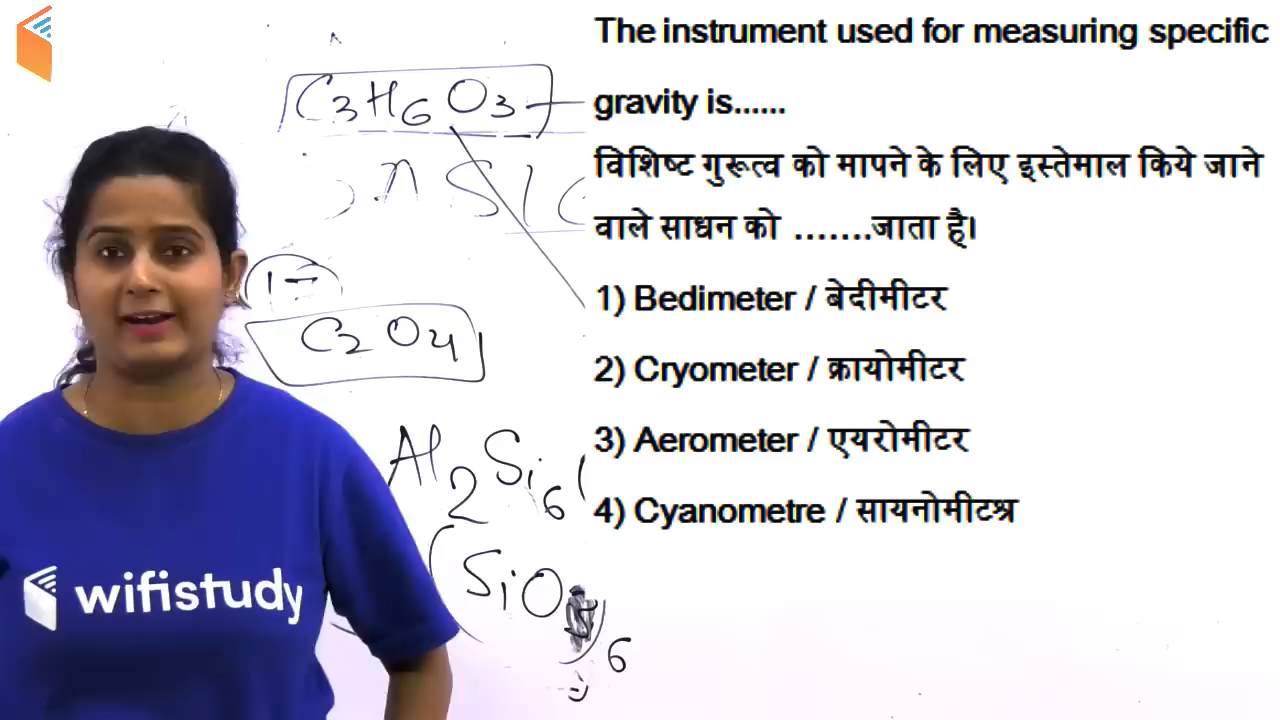 The instrument used for measuring specific
gravity is......
विशिष्ट गुरूत्व को मापने के लिए इस्तेमाल किये जाने
वाले साधन को .......जाता है।
1) Bedimeter / बेदीमीटर
2) Cryometer / क्रायोमीटर
3) Aerometer / एयरोमीटर
4) Cyanometre / सायनोमीटश्र
C3H6O3
C2O4
Al2Si6(
(SiO
)6
wifistudy